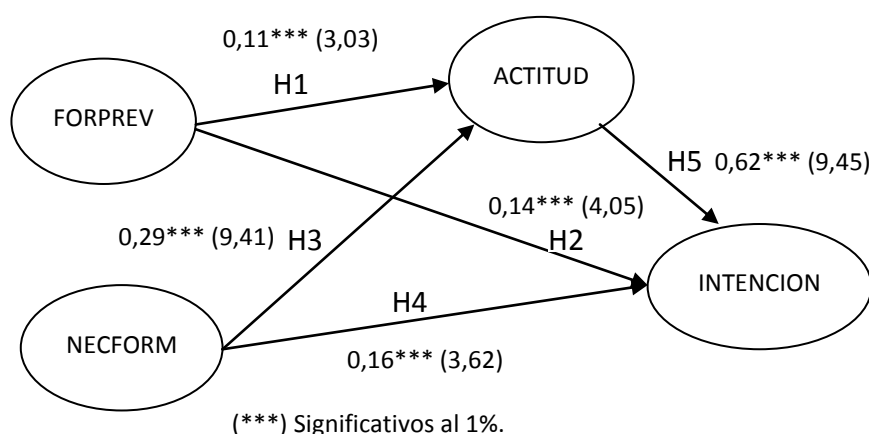 0,11*** (3,03)
H1
ACTITUD
FORPREV
H5 0,62*** (9,45)
0,14*** (4,05)
0,29*** (9,41) H3
H2
INTENCION
H4
NECFORM
0,16*** (3,62)
(***) Significativos al 1%.